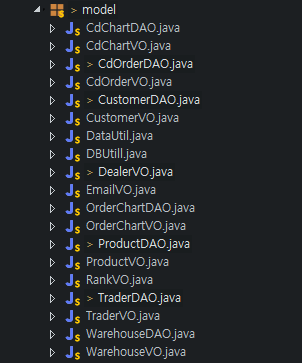 > model
CdChartDAO.java
CdChartVO.java
> CdOrderDAO.java
CdOrderVO.java
> CustomerDAO.java
CustomerVO.java
DataUtil.java
DBUtill.java
> DealerVO.java
EmailVO.java
OrderChartDAO.java
OrderChartVO.java
> ProductDAO.java
ProductVO.java
RankVO.java
> TraderDAO.java
TraderVO.java
WarehouseDAO.java
WarehouseVO.java